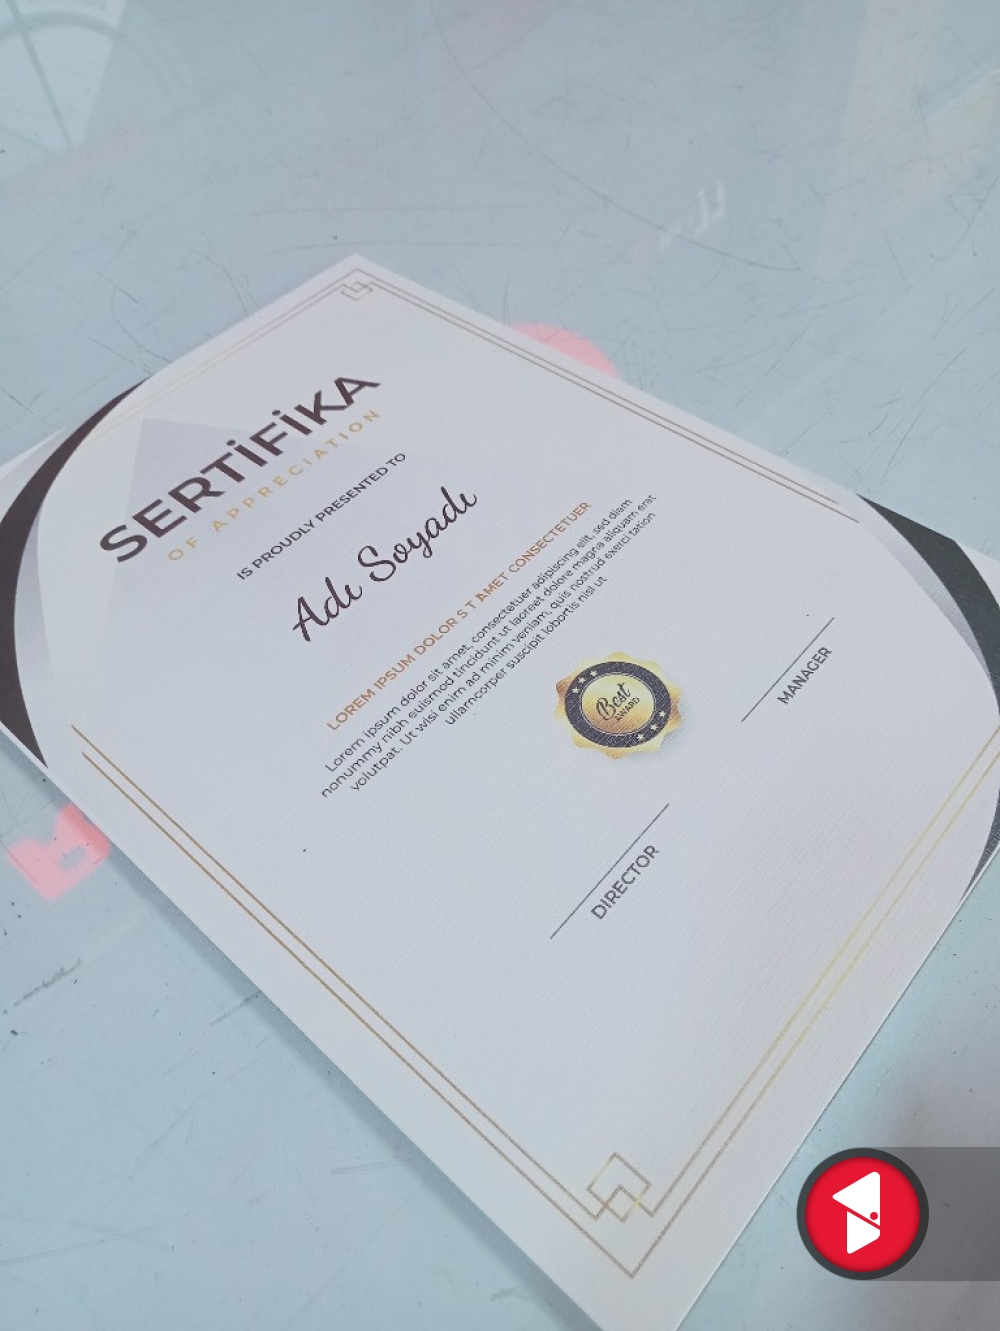 SERTİFİKA
OF APPRECIATION
IS PROUDLY PRESENTED TO
Adı Soyadı
LOREM IPSUM DOLOR S T AMET CONSECTETUER
Lorem ipsum dolor sit amet, consectetuer adipiscing elit, sed diam
nonummy nibh euismod tincidunt ut laoreet dolore magna aliquam erat
volutpat. Ut wisi enim ad minim veniam, quis nostrud exerci tation
ullamcorper suscipit lobortis nisl ut
Best
AWARD
DIRECTOR
MANAGER